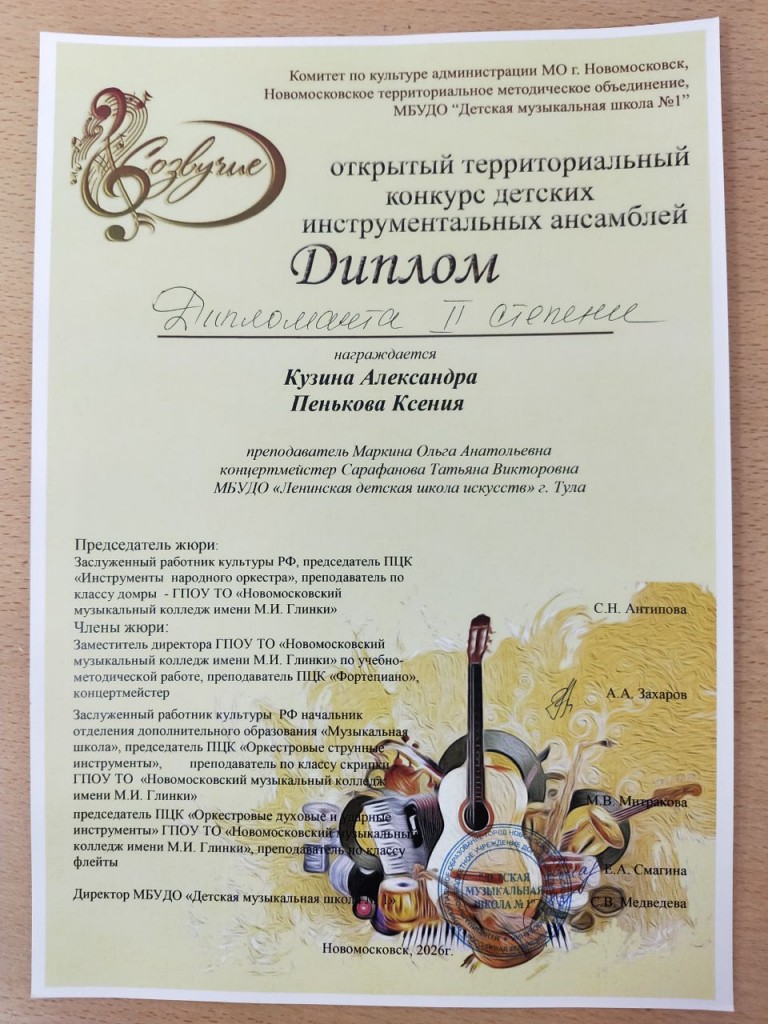 Комитет по культуре администрации МО г. Новомосковск,
Новомосковское территориальное методическое объединение,
МБУДО “Детская музыкальная школа №1”
Созвучие
открытый территориальный
конкурс детских
инструментальных ансамблей
Диплом
Дипломанта II степени
награждается
Кузина Александра
Пенькова Ксения
преподаватель Маркина Ольга Анатольевна
концертмейстер Сарафанова Татьяна Викторовна
МБУДО «Ленинская детская школа искусств» г. Тула
Председатель жюри:
Заслуженный работник культуры РФ, председатель ПЦК
«Инструменты народного оркестра», преподаватель по
классу домры - ГПОУ ТО «Новомосковский
музыкальный колледж имени М.И. Глинки»
С.Н. Антипова
Члены жюри:
Заместитель директора ГПОУ ТО «Новомосковский
музыкальный колледж имени М.И. Глинки» по учебно-
методической работе, преподаватель ПЦК «Фортепиано»,
концертмейстер
А.А. Захаров
Заслуженный работник культуры РФ начальник
отделения дополнительного образования «Музыкальная
школа», председатель ПЦК «Оркестровые струнные
инструменты», преподаватель по классу скрипки
ГПОУ ТО «Новомосковский музыкальный колледж
имени М.И. Глинки»
М.В. Митракова
председатель ПЦК «Оркестровые духовые и ударные
инструменты» ГПОУ ТО «Новомосковский музыкальный
колледж имени М.И. Глинки», преподаватель по классу
флейты
Е.А. Смагина
Директор МБУДО «Детская музыкальная школа №1»
С.В. Медведева
ДЕТСКАЯ
МУЗЫКАЛЬНАЯ
ШКОЛА № 1
Новомосковск, 2026г.